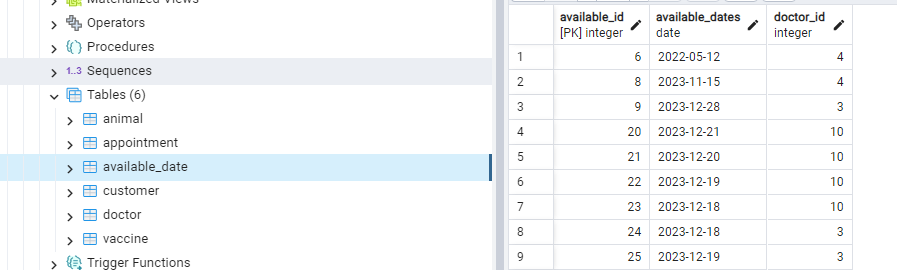 Materialized Views
Operators
Procedures
1..3 Sequences
Tables (6)
animal
appointment
available_date
customer
doctor
vaccine
Trigger Functions
available_id available_dates doctor_id
[PK] integer date integer
1 6 2022-05-12 4
2 8 2023-11-15 4
3 9 2023-12-28 3
4 20 2023-12-21 10
5 21 2023-12-20 10
6 22 2023-12-19 10
7 23 2023-12-18 10
8 24 2023-12-18 3
9 25 2023-12-19 3